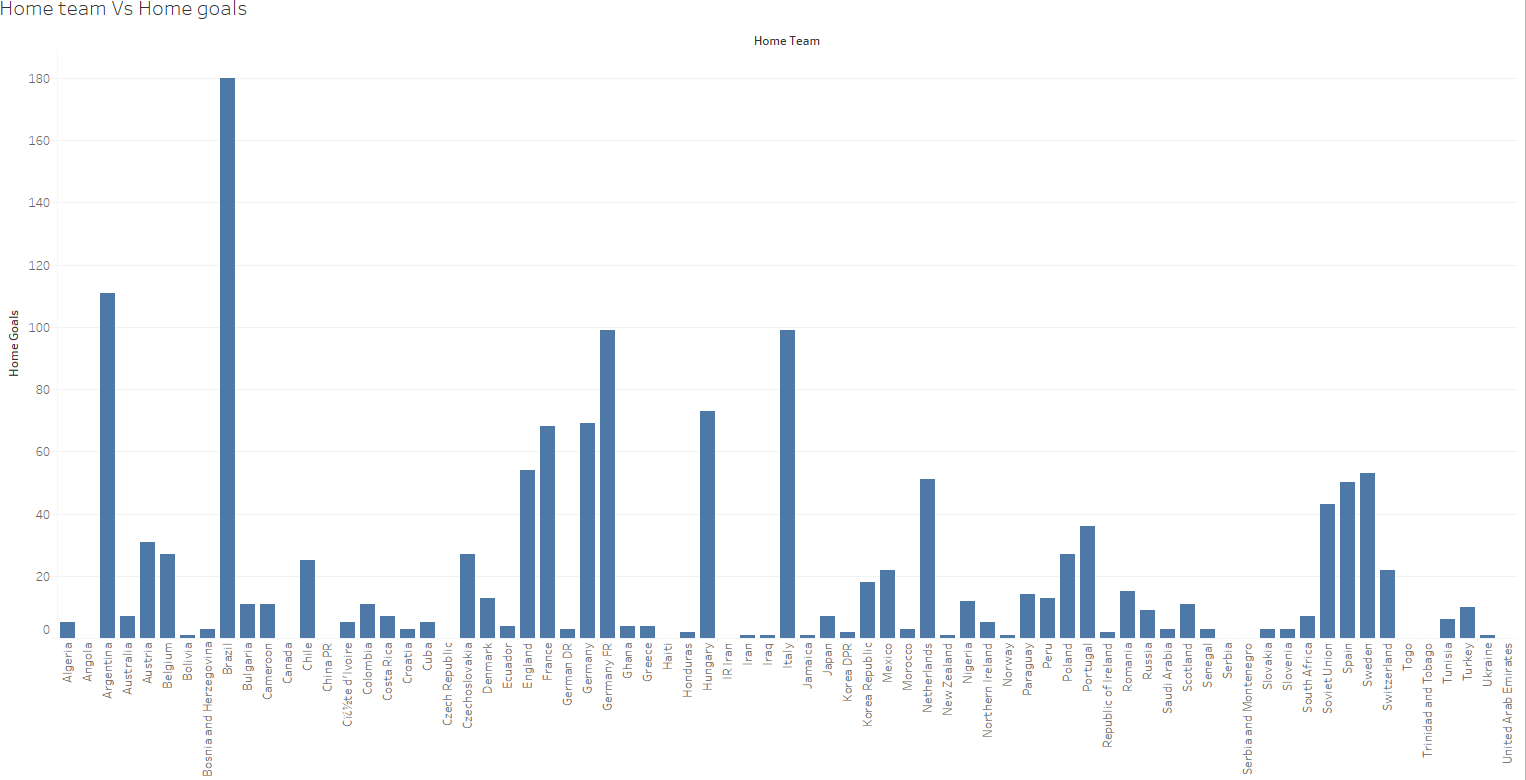 Home team Vs Home goals
Home Team
Home Goals
180
160
140
120
100
80
60
40
20
0
Algeria
Angola
Argentina
Australia
Austria
Belgium
Bolivia
Bosnia and Herzegovina
Brazil
Bulgaria
Cameroon
Canada
Chile
China PR
Cï¿½te d'Ivoire
Colombia
Costa Rica
Croatia
Cuba
Czech Republic
Czechoslovakia
Denmark
Ecuador
England
France
German DR
Germany
Germany FR
Ghana
Greece
Haiti
Honduras
Hungary
IR Iran
Iran
Iraq
Italy
Jamaica
Japan
Korea DPR
Korea Republic
Mexico
Morocco
Netherlands
New Zealand
Nigeria
Northern Ireland
Norway
Paraguay
Peru
Poland
Portugal
Republic of Ireland
Romania
Russia
Saudi Arabia
Scotland
Senegal
Serbia
Serbia and Montenegro
Slovakia
Slovenia
South Africa
Soviet Union
Spain
Sweden
Switzerland
Togo
Trinidad and Tobago
Tunisia
Turkey
Ukraine
United Arab Emirates